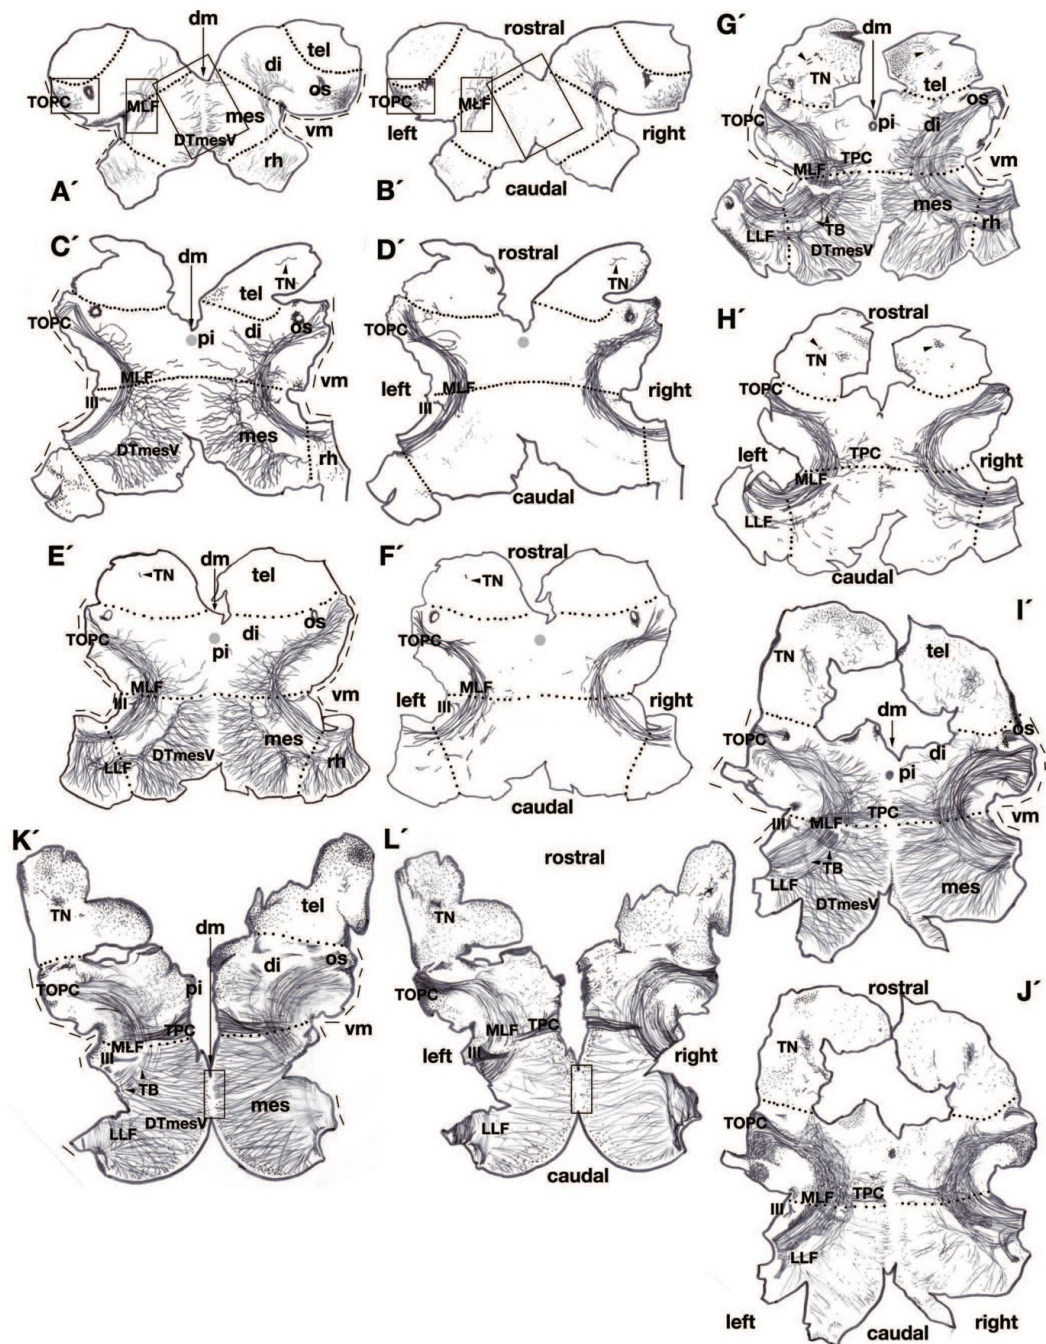 A´
dm
tel
di
os
TOPC
MLF
mes
vm
DTmesV
rh
B´
rostral
TOPC
MLF
left
right
caudal
C´
dm
TN
tel
TOPC
di
os
pi
MLF
vm
III
mes
DTmesV
rh
D´
rostral
TN
TOPC
left
MLF
right
III
caudal
E´
dm
TN
tel
TOPC
di
os
pi
MLF
vm
III
mes
DTmesV
LLF
rh
F´
rostral
TN
TOPC
left
MLF
right
III
caudal
G´
dm
TN
tel
os
TOPC
pi
di
TPC
vm
MLF
mes
TB
rh
LLF
DTmesV
H´
rostral
TN
TOPC
left
TPC
right
MLF
LLF
caudal
I´
TN
tel
dm
os
TOPC
di
pi
TPC
vm
III
MLF
TB
LLF
mes
DTmesV
J´
rostral
TN
TOPC
MLF
TPC
III
LLF
left
caudal
right
K´
TN
tel
dm
di
os
TOPC
pi
TPC
vm
MLF
III
TB
mes
DTmesV
LLF
L´
rostral
TN
TOPC
MLF
TPC
left
III
right
LLF
caudal